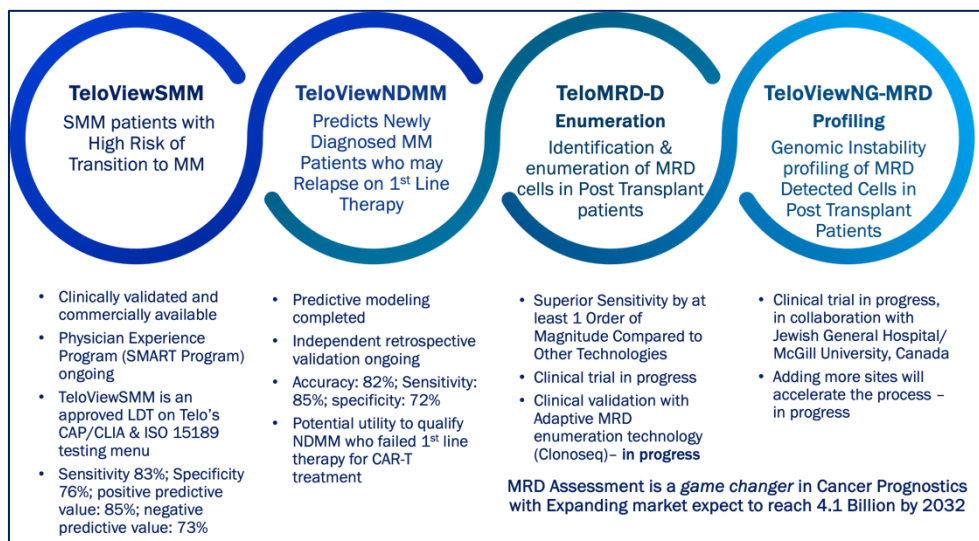 TeloViewSMM
SMM patients with
High Risk of
Transition to MM
TeloViewNDMM
Predicts Newly
Diagnosed MM
Patients who may
Relapse on 1st Line
Therapy
TeloMRD-D
Enumeration
Identification &
enumeration of MRD
cells in Post Transplant
patients
TeloViewNG-MRD
Profiling
Genomic Instability
profiling of MRD
Detected Cells in
Post Transplant
Patients
• Clinically validated and
commercially available
• Physician Experience
Program (SMART Program)
ongoing
• TeloViewSMM is an
approved LDT on Telo's
CAP/CLIA & ISO 15189
testing menu
• Sensitivity 83%; Specificity
76%; positive predictive
value: 85%; negative
predictive value: 73%
• Predictive modeling
completed
• Independent retrospective
validation ongoing
• Accuracy: 82%; Sensitivity:
85%; specificity: 72%
• Potential utility to qualify
NDMM who failed 1st line
therapy for CAR-T
treatment
• Superior Sensitivity by at
least 1 Order of
Magnitude Compared to
Other Technologies
• Clinical trial in progress
• Clinical validation with
Adaptive MRD
enumeration technology
(Clonoseq)– in progress
• Clinical trial in progress,
in collaboration with
Jewish General Hospital/
McGill University, Canada
• Adding more sites will
accelerate the process –
in progress
MRD Assessment is a game changer in Cancer Prognostics
with Expanding market expect to reach 4.1 Billion by 2032